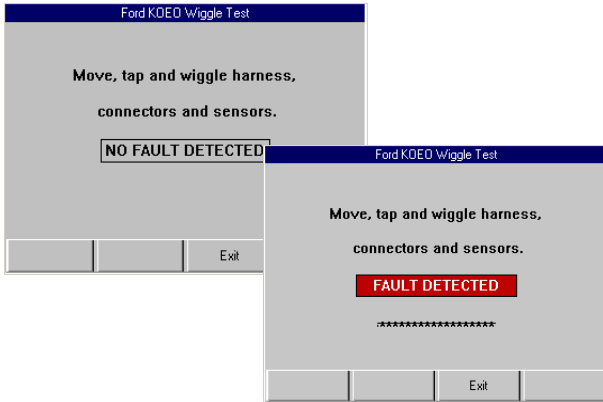 Ford KOEO Wiggle Test
Move, tap and wiggle harness,
connectors and sensors.
NO FAULT DETECTED
Exit
Ford KOEO Wiggle Test
Move, tap and wiggle harness,
connectors and sensors.
FAULT DETECTED
******************
Exit